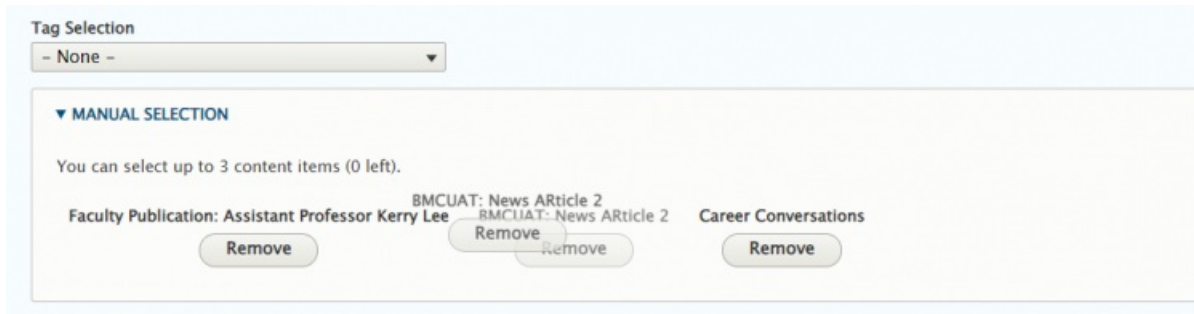 Tag Selection
– None –
▼ MANUAL SELECTION
You can select up to 3 content items (0 left).
BMCUAT: News ARticle 2
Faculty Publication: Assistant Professor Kerry Lee BMCUAT: News ARticle 2 Career Conversations
Remove Remove Remove Remove